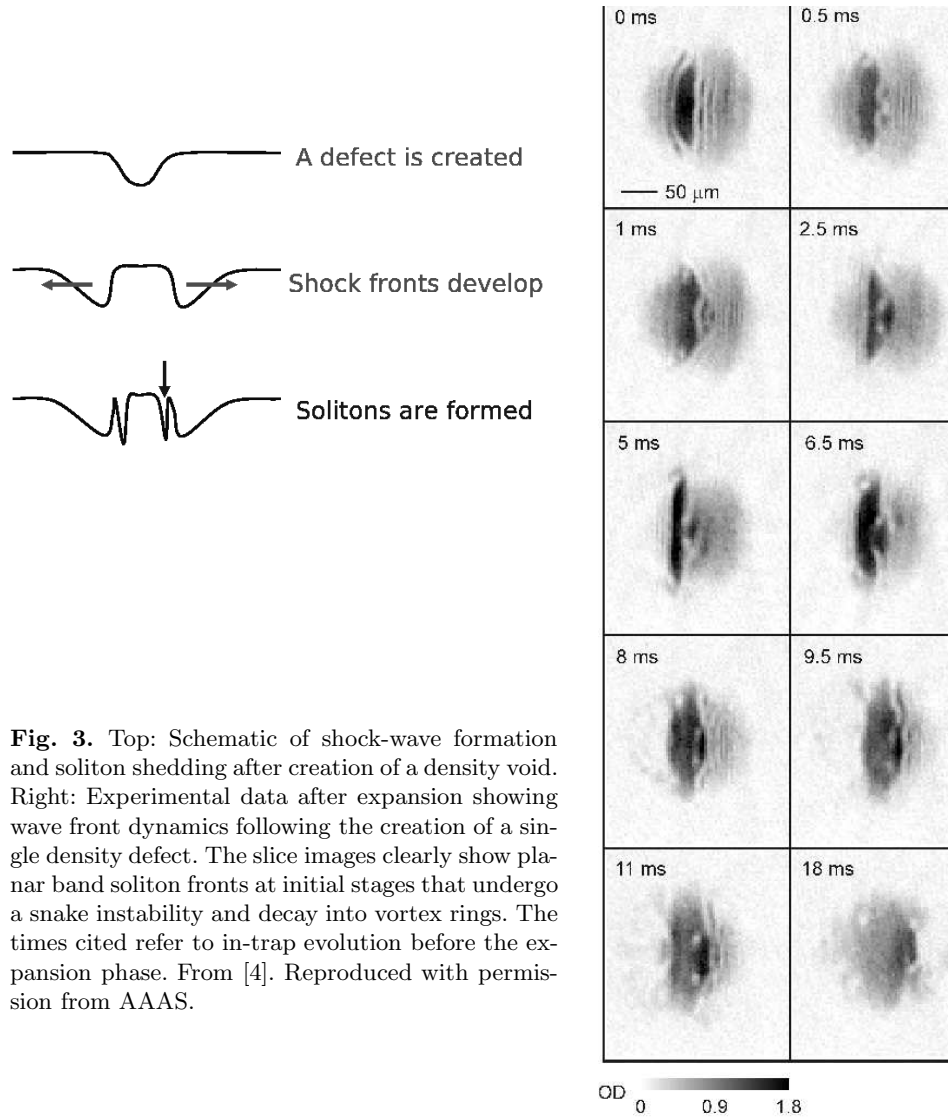 A defect is created
Shock fronts develop
Solitons are formed
Fig. 3. Top: Schematic of shock-wave formation
and soliton shedding after creation of a density void.
Right: Experimental data after expansion showing
wave front dynamics following the creation of a sin-
gle density defect. The slice images clearly show pla-
nar band soliton fronts at initial stages that undergo
a snake instability and decay into vortex rings. The
times cited refer to in-trap evolution before the ex-
pansion phase. From [4]. Reproduced with permis-
sion from AAAS.
0 ms 0.5 ms
50 μm
1 ms 2.5 ms
5 ms 6.5 ms
8 ms 9.5 ms
11 ms 18 ms
OD
0 0.9 1.8